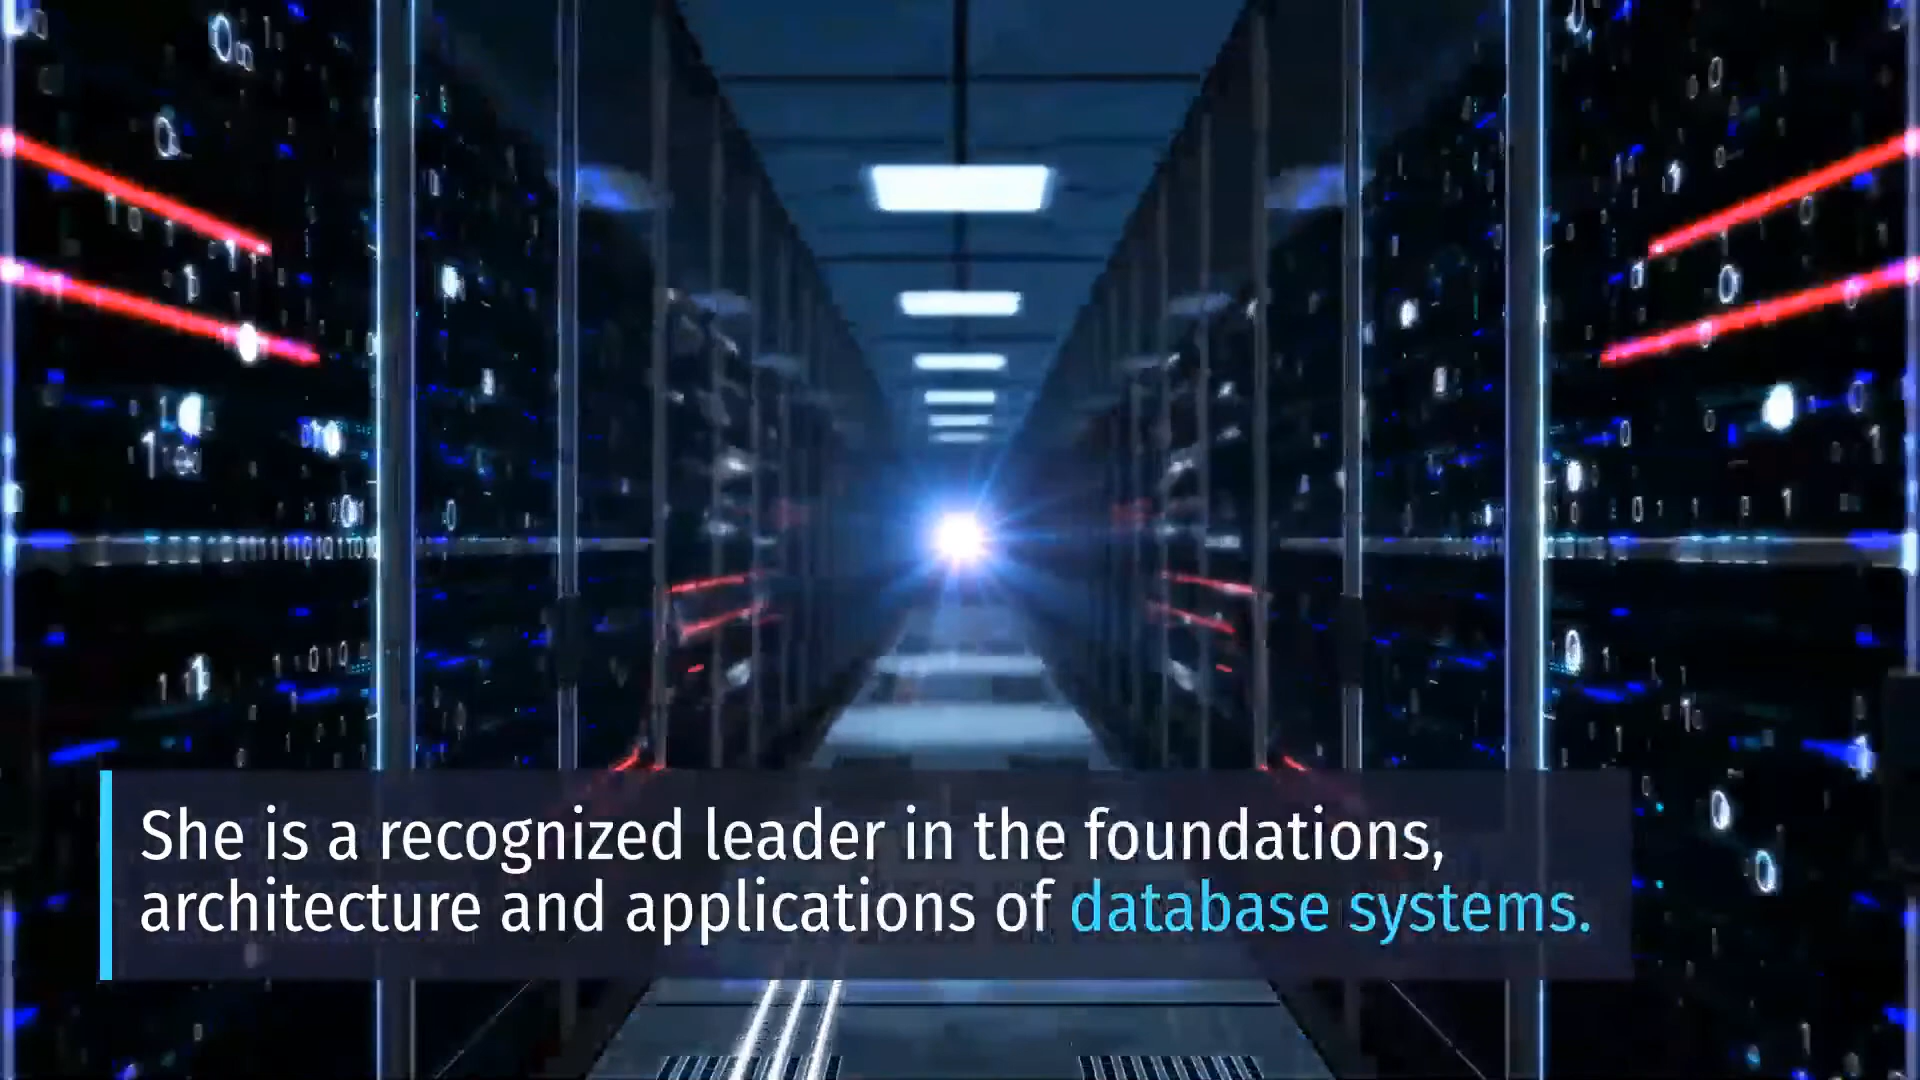 She is a recognized leader in the foundations,
architecture and applications of database systems.